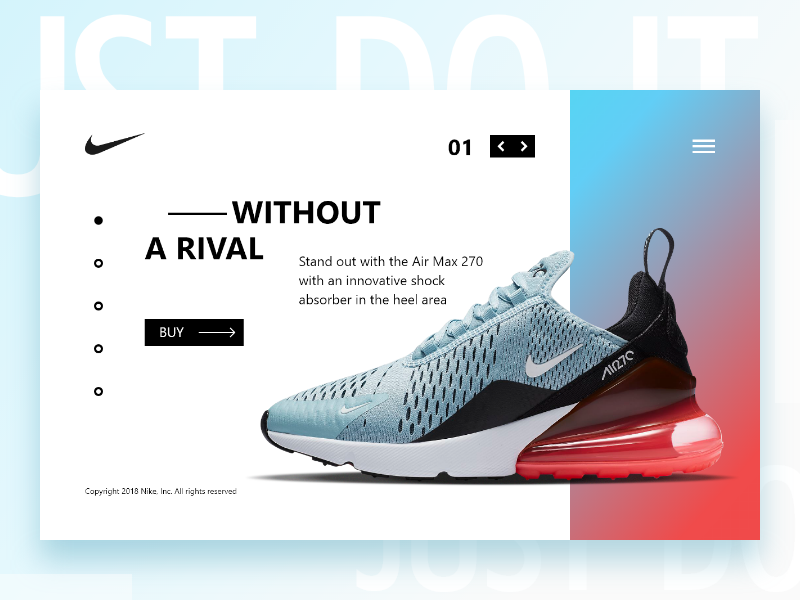 JUST DO IT
01
WITHOUT
A RIVAL
Stand out with the Air Max 270
with an innovative shock
absorber in the heel area
BUY
AIR270
Copyright 2018 Nike, Inc. All rights reserved
JUST DO